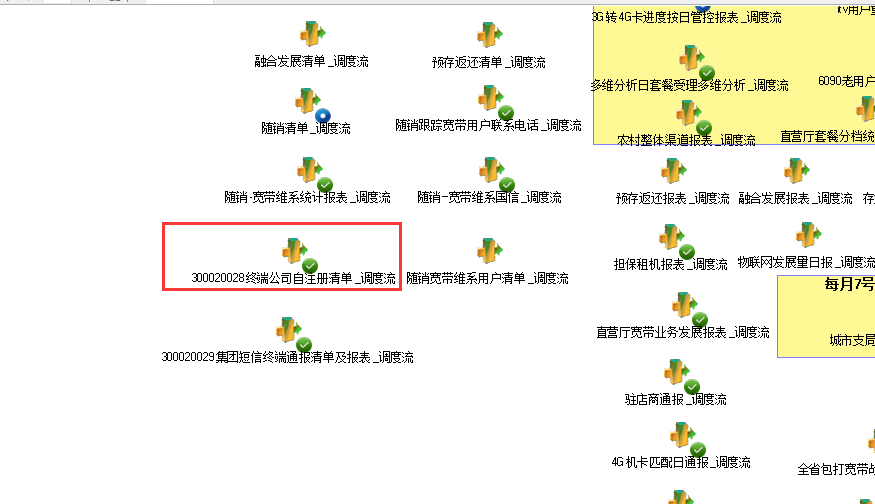 3G转4G卡进度按日管控报表_调度流
融合发展清单_调度流
预存返还清单_调度流
多维分析日套餐受理多维分析_调度流
6090老用户
随销清单_调度流
随销跟踪宽带用户联系电话_调度流
农村整体渠道报表_调度流
直营厅套餐分档统
随销-宽带维系统计报表_调度流
随销-宽带维系国信_调度流
预存返还报表_调度流
融合发展报表_调度流
存
300020028终端公司自注册清单_调度流
随销宽带维系用户清单_调度流
担保租机报表_调度流
物联网发展量日报_调度流
每月7号
直营厅宽带业务发展报表_调度流
城市支局
300020029集团短信终端通报清单及报表_调度流
驻店商通报_调度流
4G机卡匹配日通报_调度流
全省包打宽带战